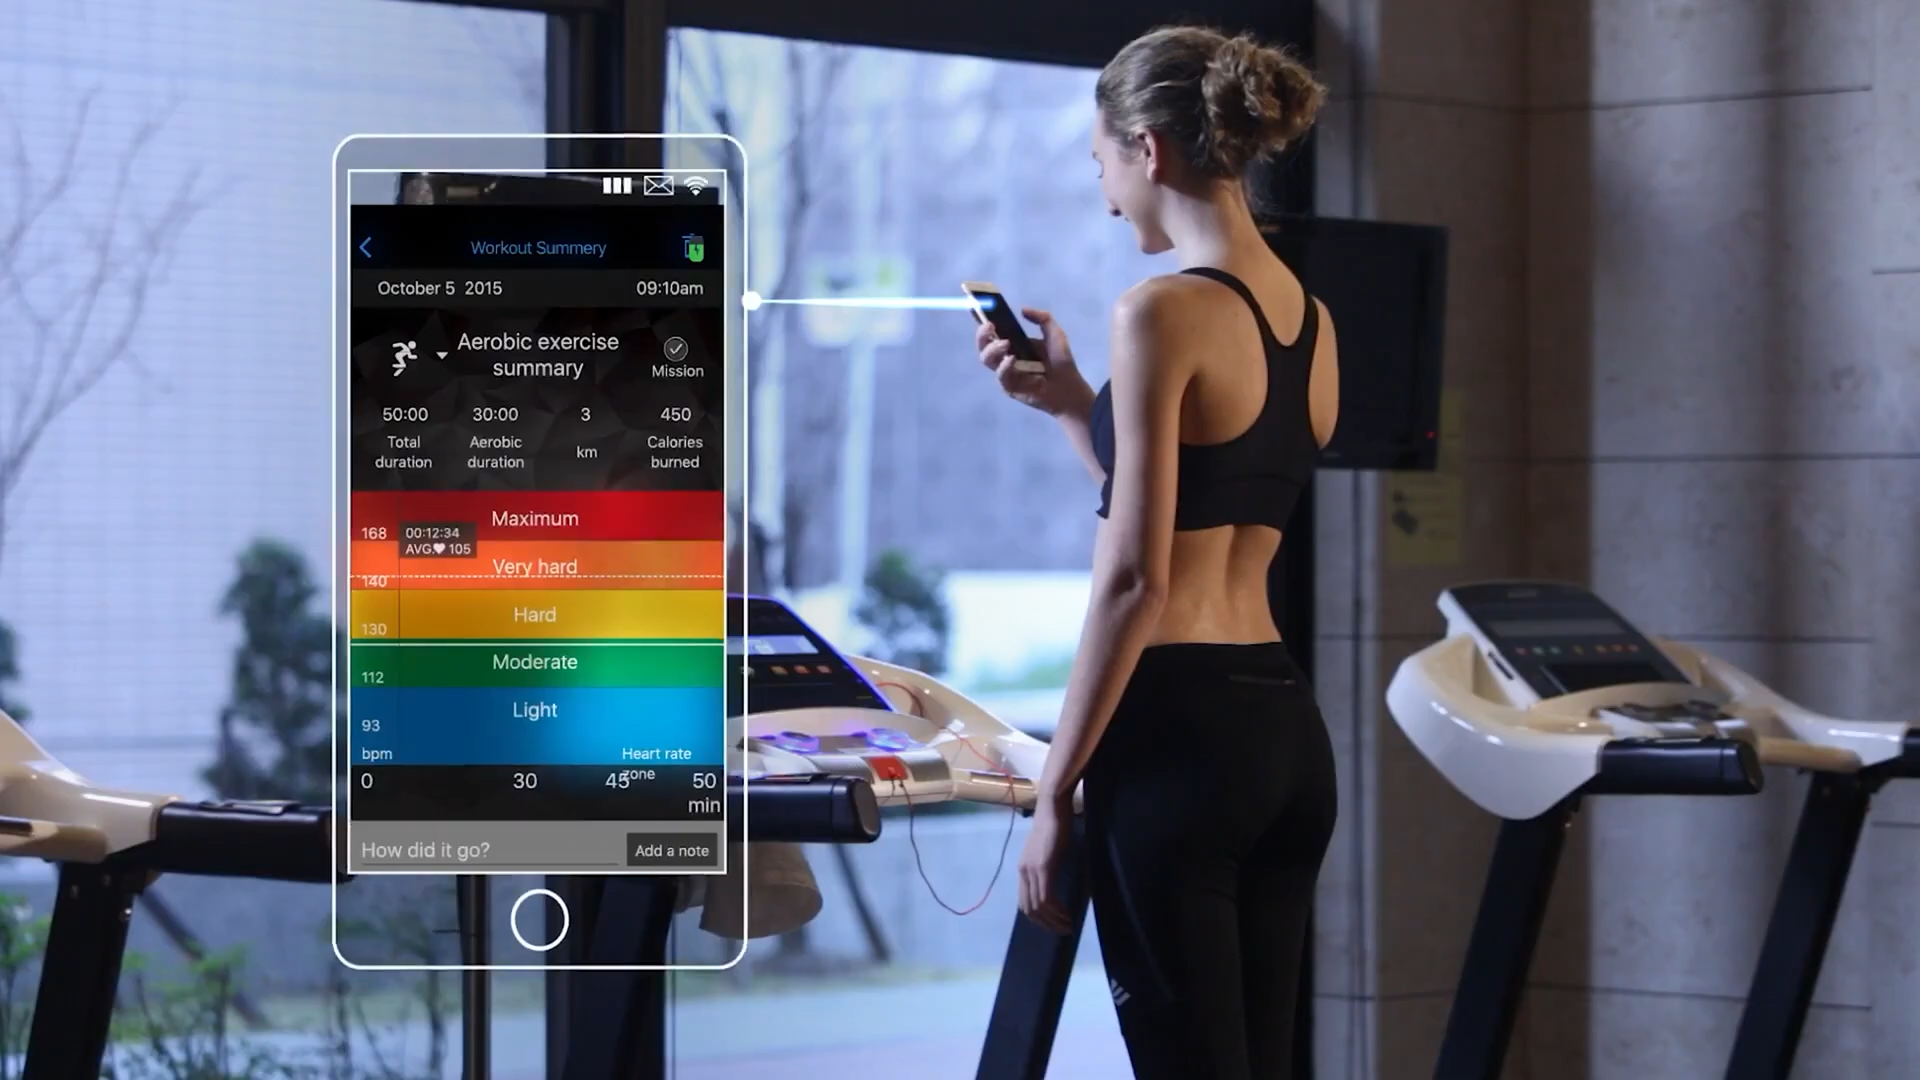 Workout Summery
October 5 2015 09:10am
Aerobic exercise
summary
Mission
50:00 30:00 3 450
Total duration
Aerobic duration
km
Calories burned
Maximum
168
00:12:34
AVG. 105
Very hard
140
Hard
130
Moderate
112
Light
93
bpm
Heart rate
zone
0 30 45 50
min
How did it go? Add a note